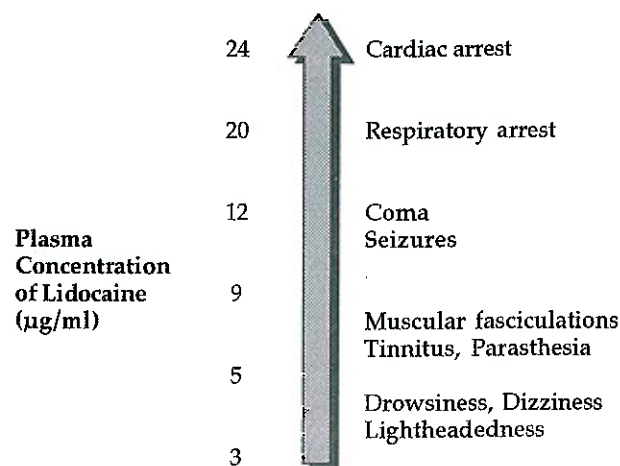 24 Cardiac arrest
20 Respiratory arrest
12 Coma
Seizures
Plasma
Concentration
of Lidocaine
(µg/ml)
9
Muscular fasciculations
Tinnitus, Parasthesia
5
Drowsiness, Dizziness
Lightheadedness
3